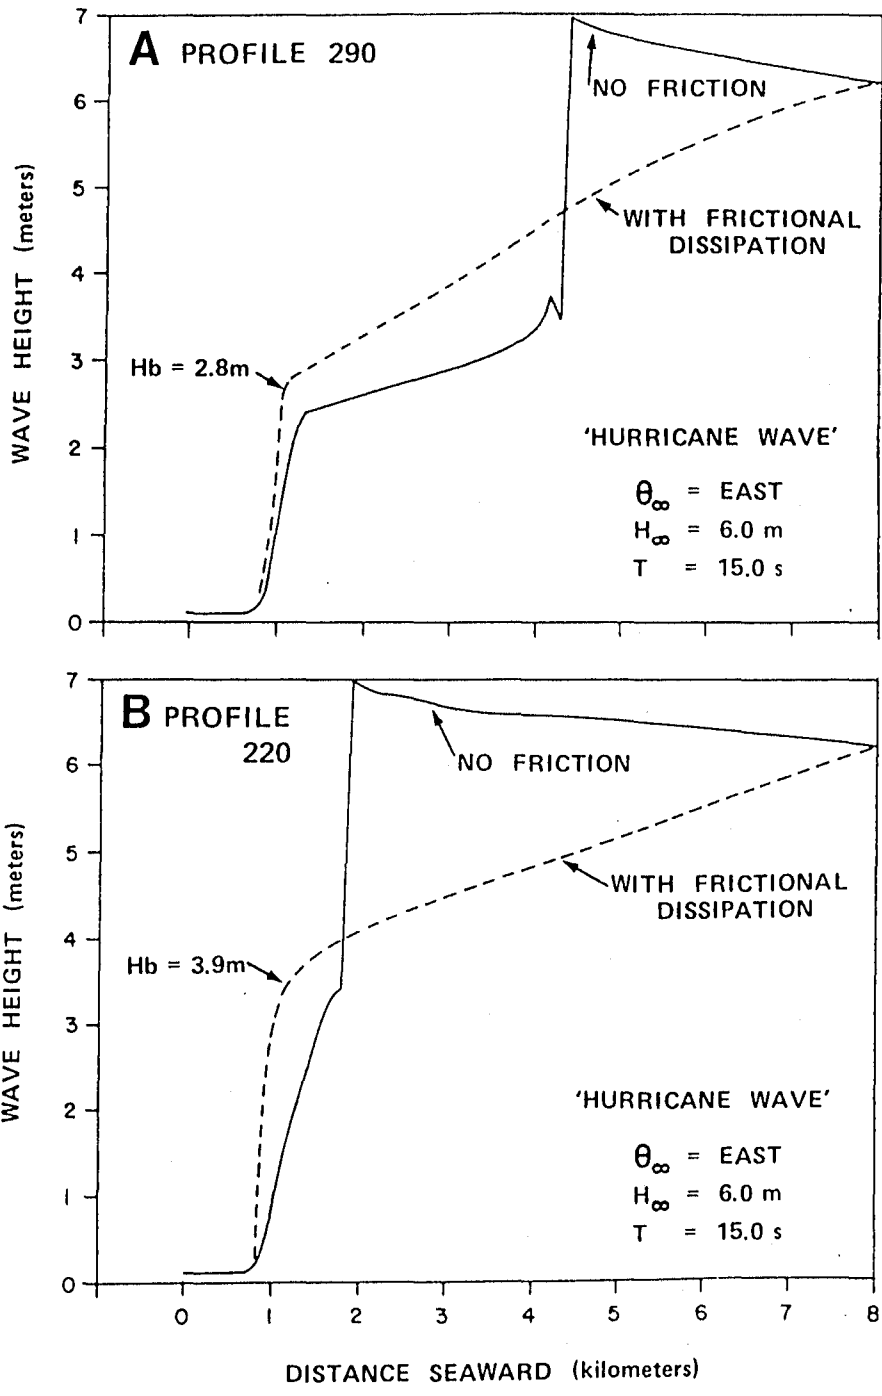 7
A PROFILE 290
NO FRICTION
6
5
WITH FRICTIONAL
DISSIPATION
4
WAVE HEIGHT (meters)
3
Hb = 2.8m
2
'HURRICANE WAVE'
θ∞ = EAST
H∞ = 6.0 m
T = 15.0 s
1
0
7
B PROFILE
220
NO FRICTION
6
5
WITH FRICTIONAL
DISSIPATION
4
Hb = 3.9m
WAVE HEIGHT (meters)
3
2
'HURRICANE WAVE'
θ∞ = EAST
H∞ = 6.0 m
T = 15.0 s
1
0
0 1 2 3 4 5 6 7 8
DISTANCE SEAWARD (kilometers)